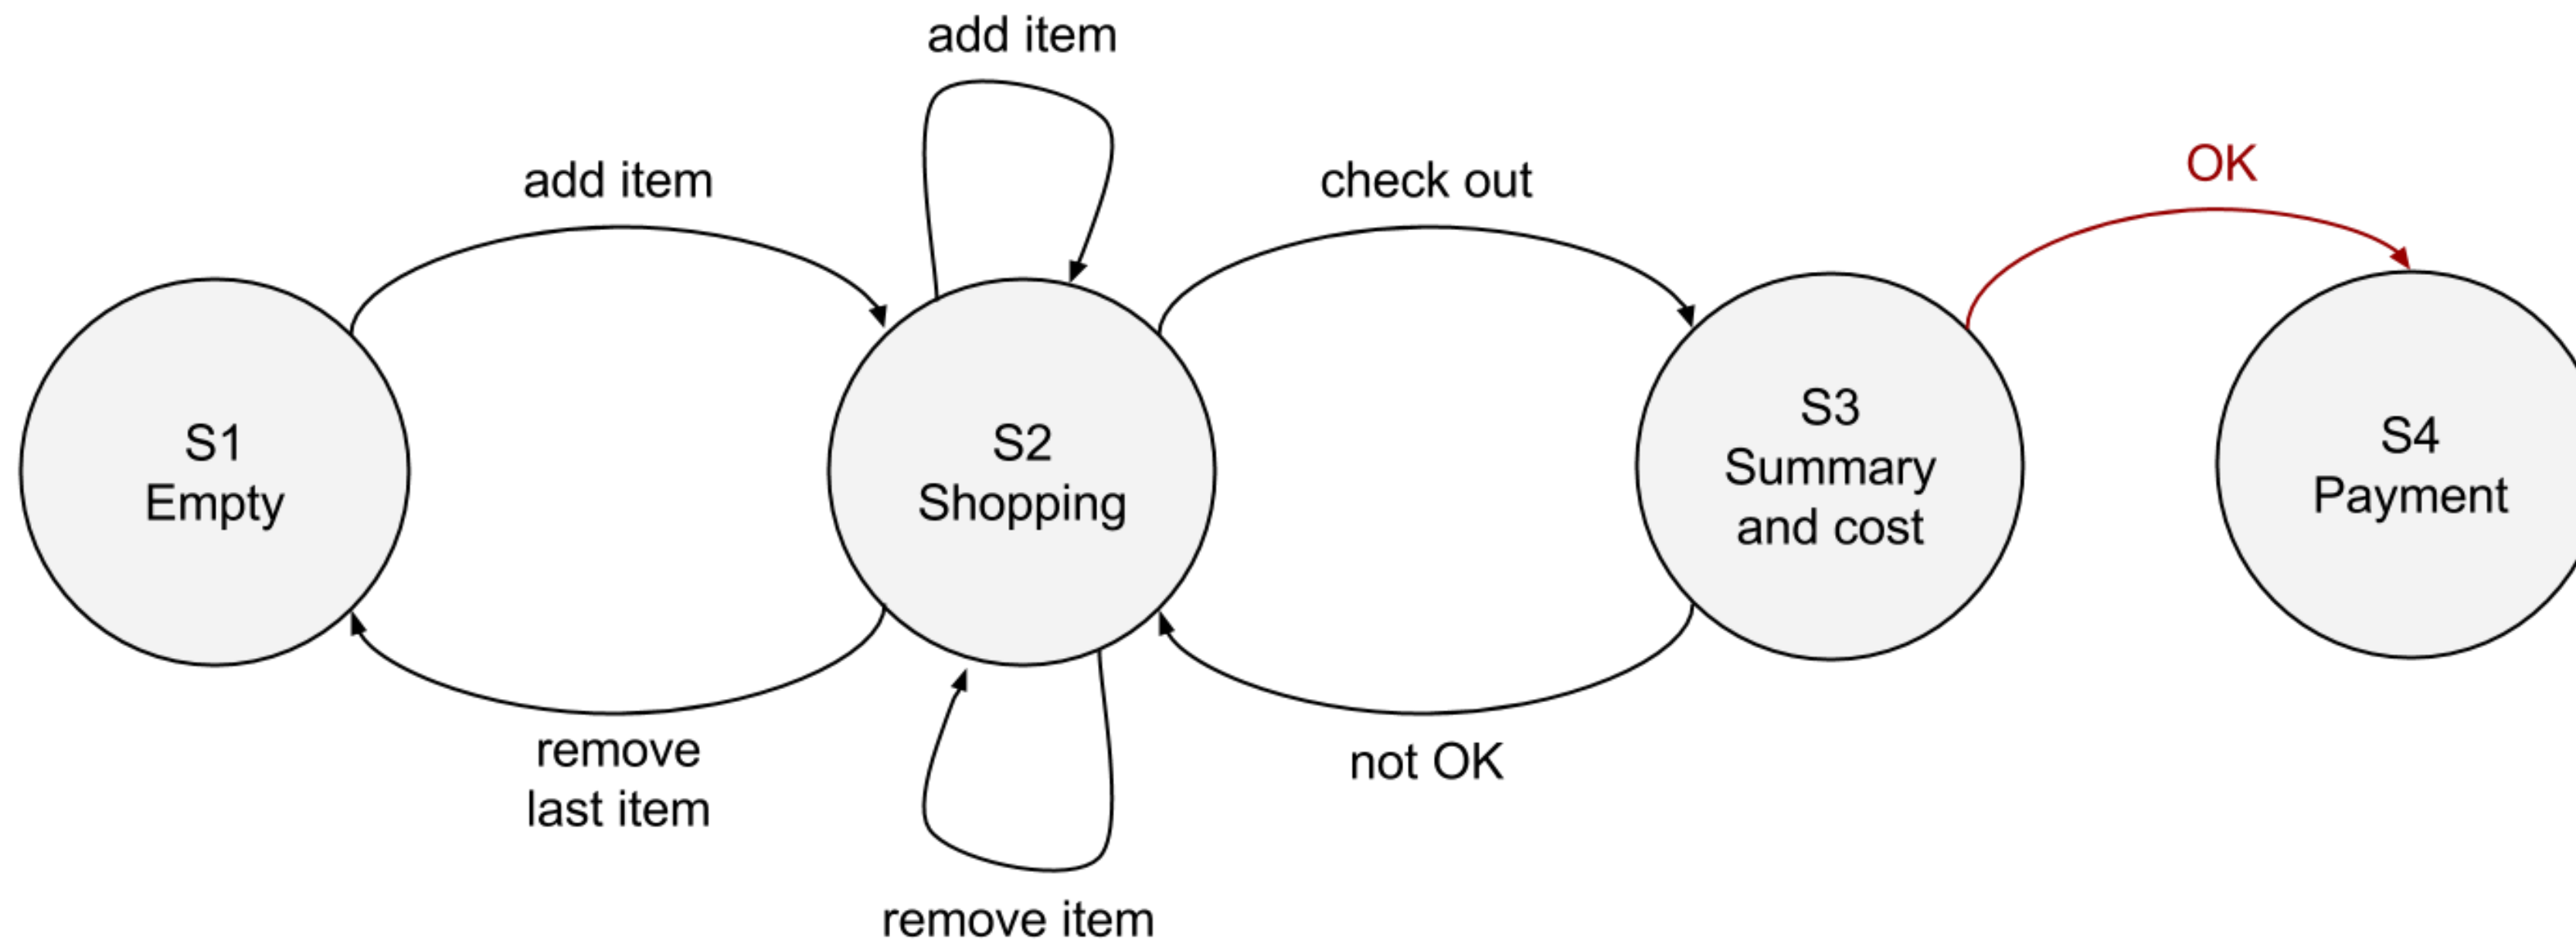 add item
add item
check out
OK
S1
Empty
S2
Shopping
S3
Summary
and cost
S4
Payment
remove
last item
not OK
remove item